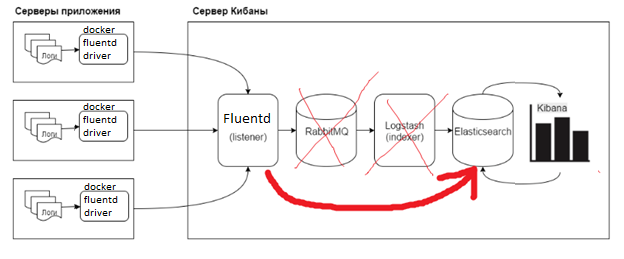 Серверы приложения
Сервер Кибаны
docker
fluentd
driver
Логи
docker
fluentd
driver
Логи
docker
fluentd
driver
Логи
Fluentd
(listener)
RabbitMQ
Logstash
(indexer)
Elasticsearch
Kibana